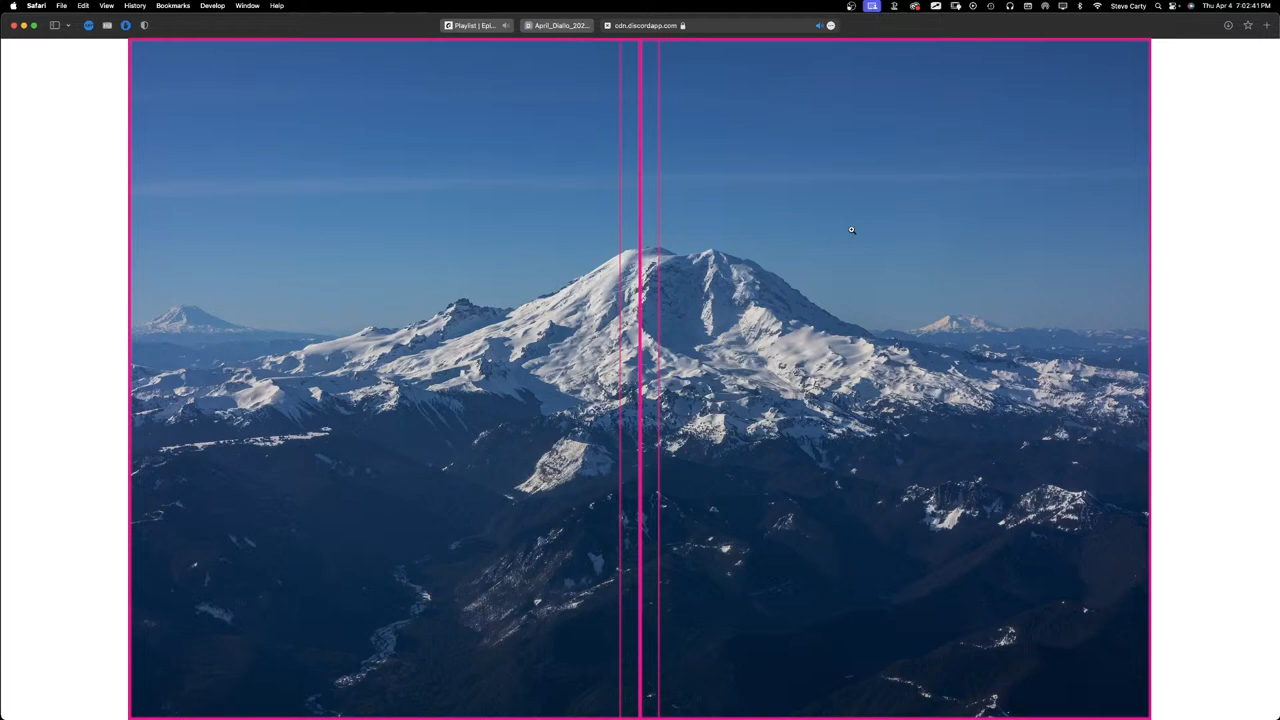 Safari File Edit View History Bookmarks Develop Window Help Steve Carty Thu Apr 4 7:02:41 PM
Playlist | Epi... April_Diallo_202... cdn.discordapp.com